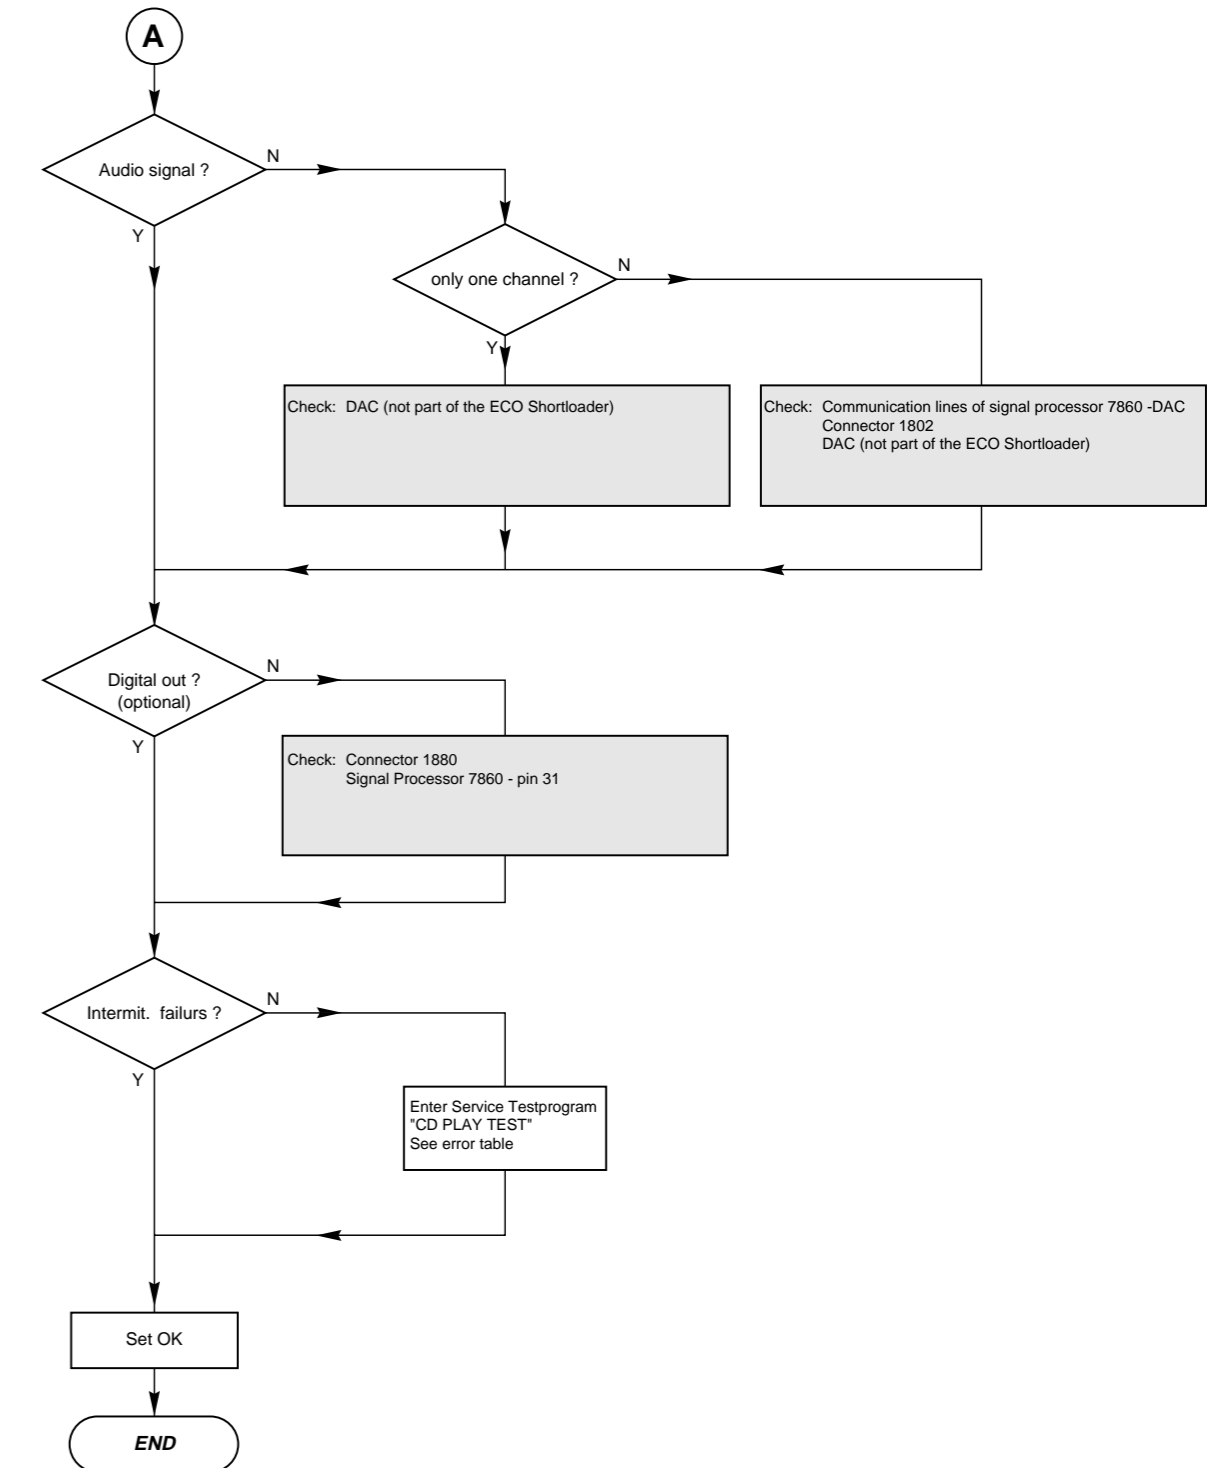 A
Audio signal ?
N
Y
only one channel ?
N
Y
Check: DAC (not part of the ECO Shortloader)
Check: Communication lines of signal processor 7860 -DAC
Connector 1802
DAC (not part of the ECO Shortloader)
Digital out ?
(optional)
N
Y
Check: Connector 1880
Signal Processor 7860 - pin 31
Intermit. failurs ?
N
Y
Enter Service Testprogram
"CD PLAY TEST"
See error table
Set OK
END